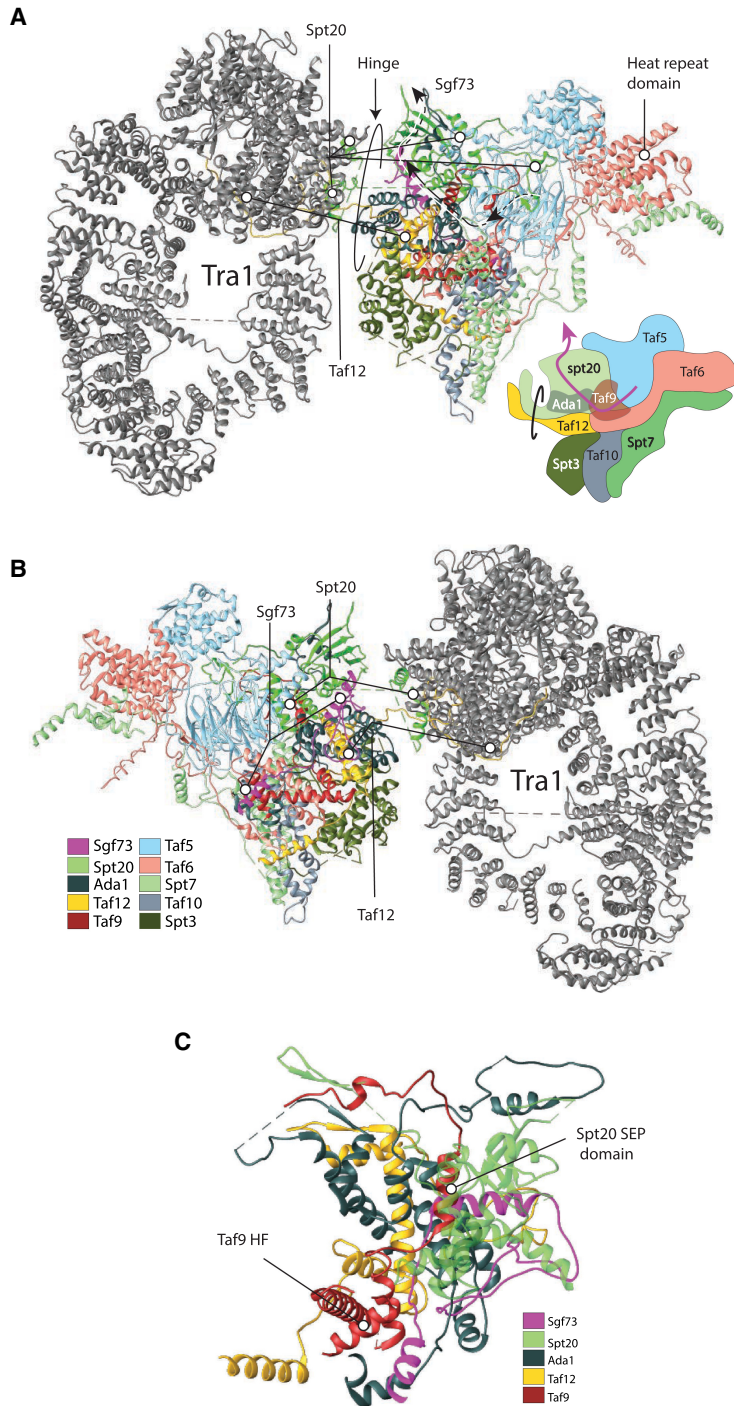 A
Spt20
Hinge
Sgf73
Heat repeat
domain
Tra1
Taf12
Taf5
spt20
Taf6
Taf9
Ada1
Taf12
Spt7
Taf10
Spt3
B
Spt20
Sgf73
Tra1
Sgf73
Taf5
Spt20
Taf6
Ada1
Spt7
Taf12
Taf10
Taf9
Spt3
Taf12
C
Spt20 SEP
domain
Taf9 HF
Sgf73
Spt20
Ada1
Taf12
Taf9